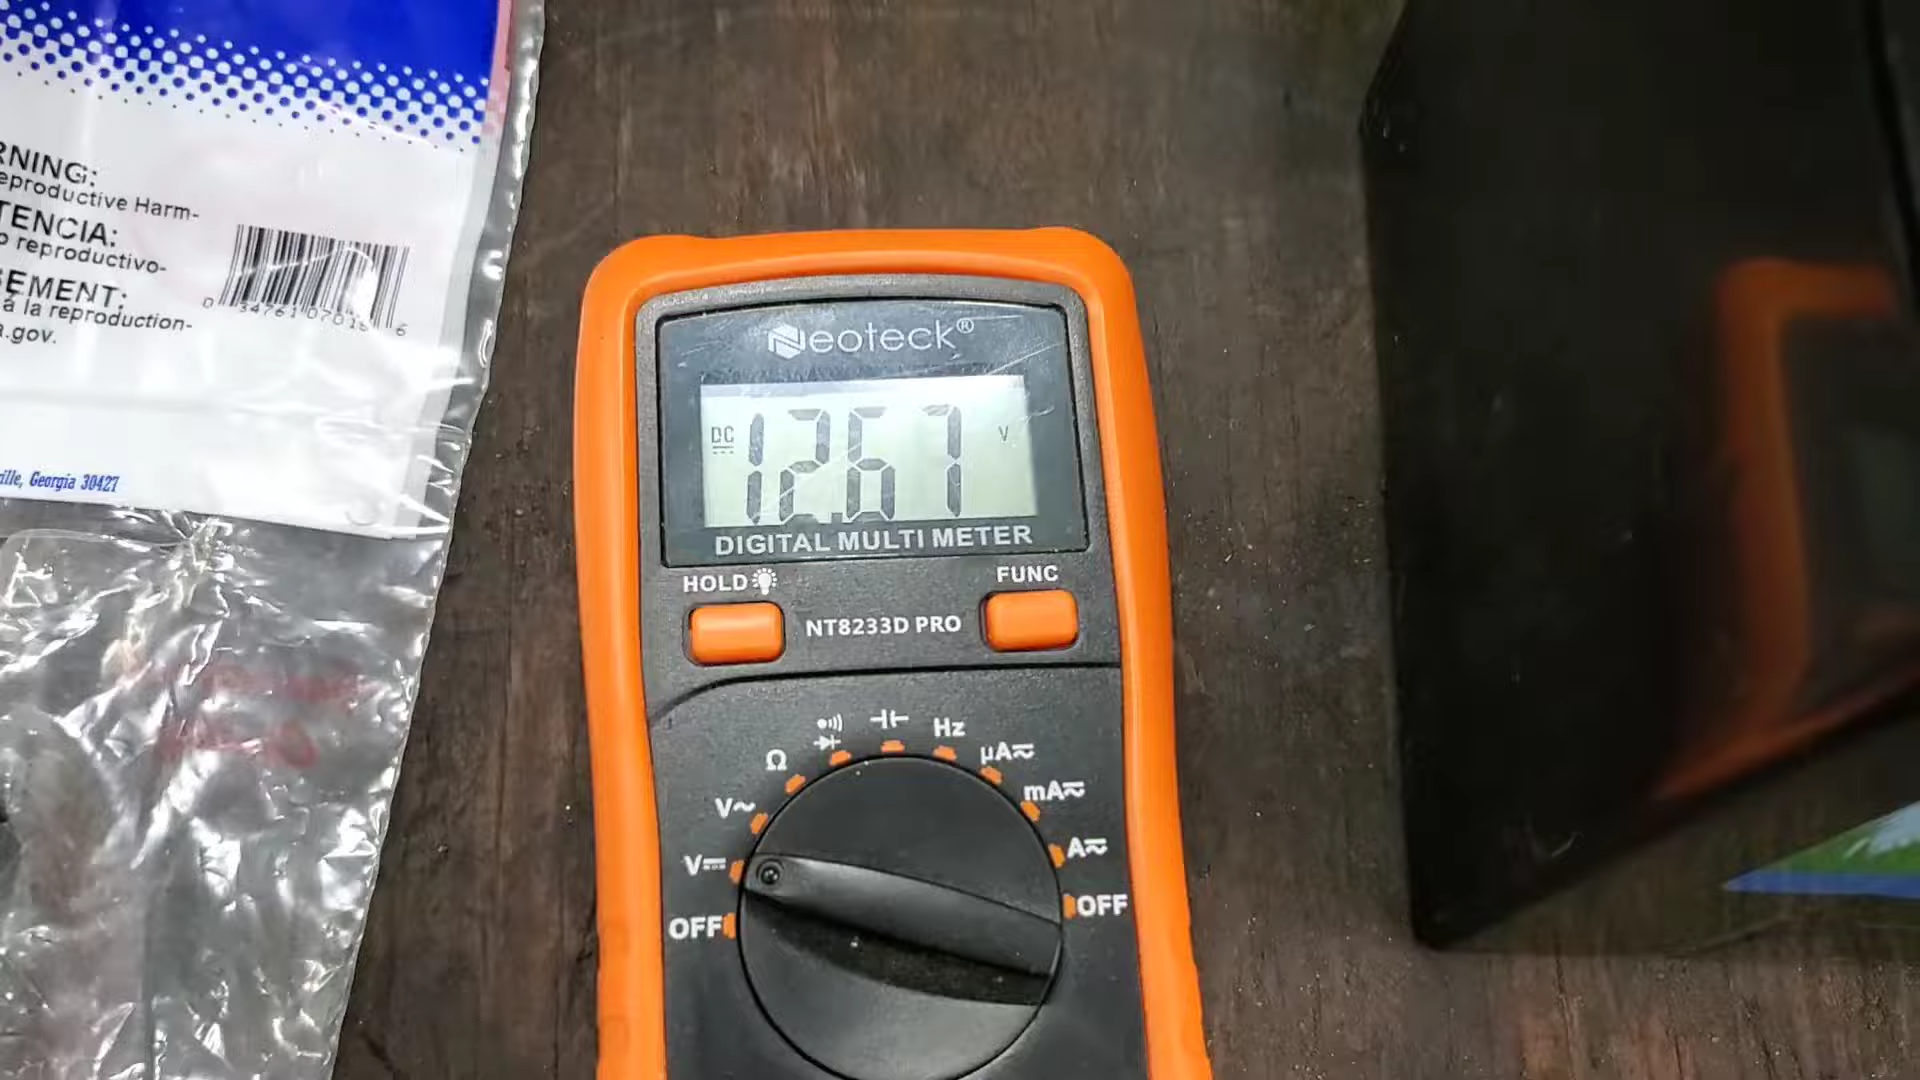 RNING:
eproductive Harm-
TENCIA:
o reproductivo-
SEMENT:
à la reproduction-
a.gov.
ille, Georgia 30427
Neoteck®
DC 12.67 V
DIGITAL MULTI METER
HOLD FUNC
NT8233D PRO
Hz
Ω µA
V~ mA
V A
OFF OFF